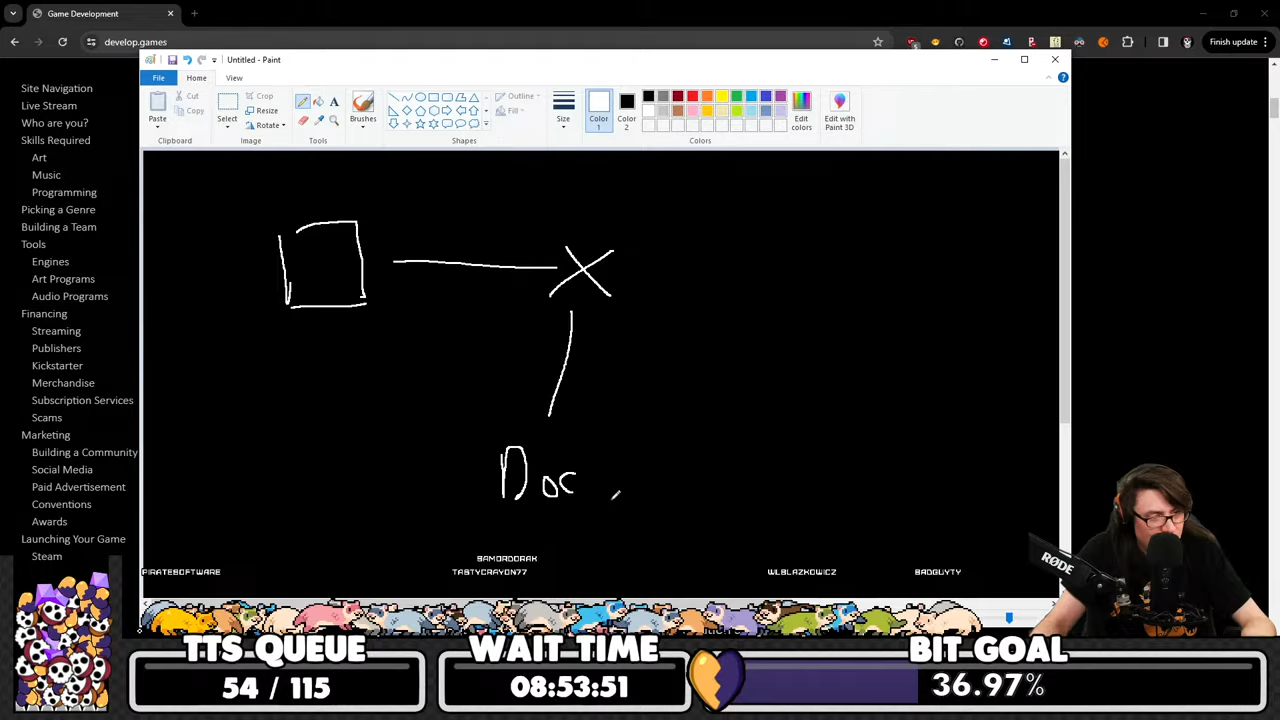 Game Development
develop.games
Finish update
Untitled - Paint
File
Home
View
Paste
Cut
Copy
Clipboard
Select
Crop
Resize
Rotate
Image
Tools
Brushes
Shapes
Outline
Fill
Size
Color 1
Color 2
Edit colors
Colors
Edit with Paint 3D
Site Navigation
Live Stream
Who are you?
Skills Required
Art
Music
Programming
Picking a Genre
Building a Team
Tools
Engines
Art Programs
Audio Programs
Financing
Streaming
Publishers
Kickstarter
Merchandise
Subscription Services
Scams
Marketing
Building a Community
Social Media
Paid Advertisement
Conventions
Awards
Launching Your Game
Steam
Doc
PIRATESOFTWARE
TASTYCRAYON77
WLBLAZKOWICZ
BADGUYTY
RØDE
TTS QUEUE
54 / 115
WAIT TIME
08:53:51
BIT GOAL
36.97%